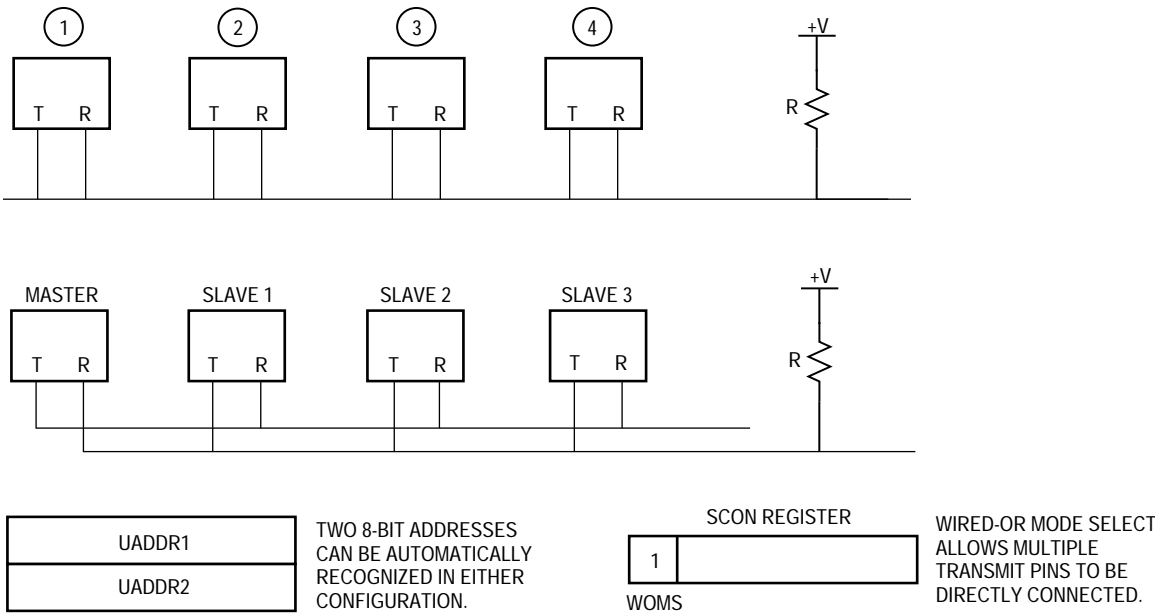 1 2 3 4 +V
T R T R T R T R R
MASTER SLAVE 1 SLAVE 2 SLAVE 3 +V
T R T R T R T R R
UADDR1
UADDR2
TWO 8-BIT ADDRESSES
CAN BE AUTOMATICALLY
RECOGNIZED IN EITHER
CONFIGURATION.
SCON REGISTER
1
WOMS
WIRED-OR MODE SELECT
ALLOWS MULTIPLE
TRANSMIT PINS TO BE
DIRECTLY CONNECTED.